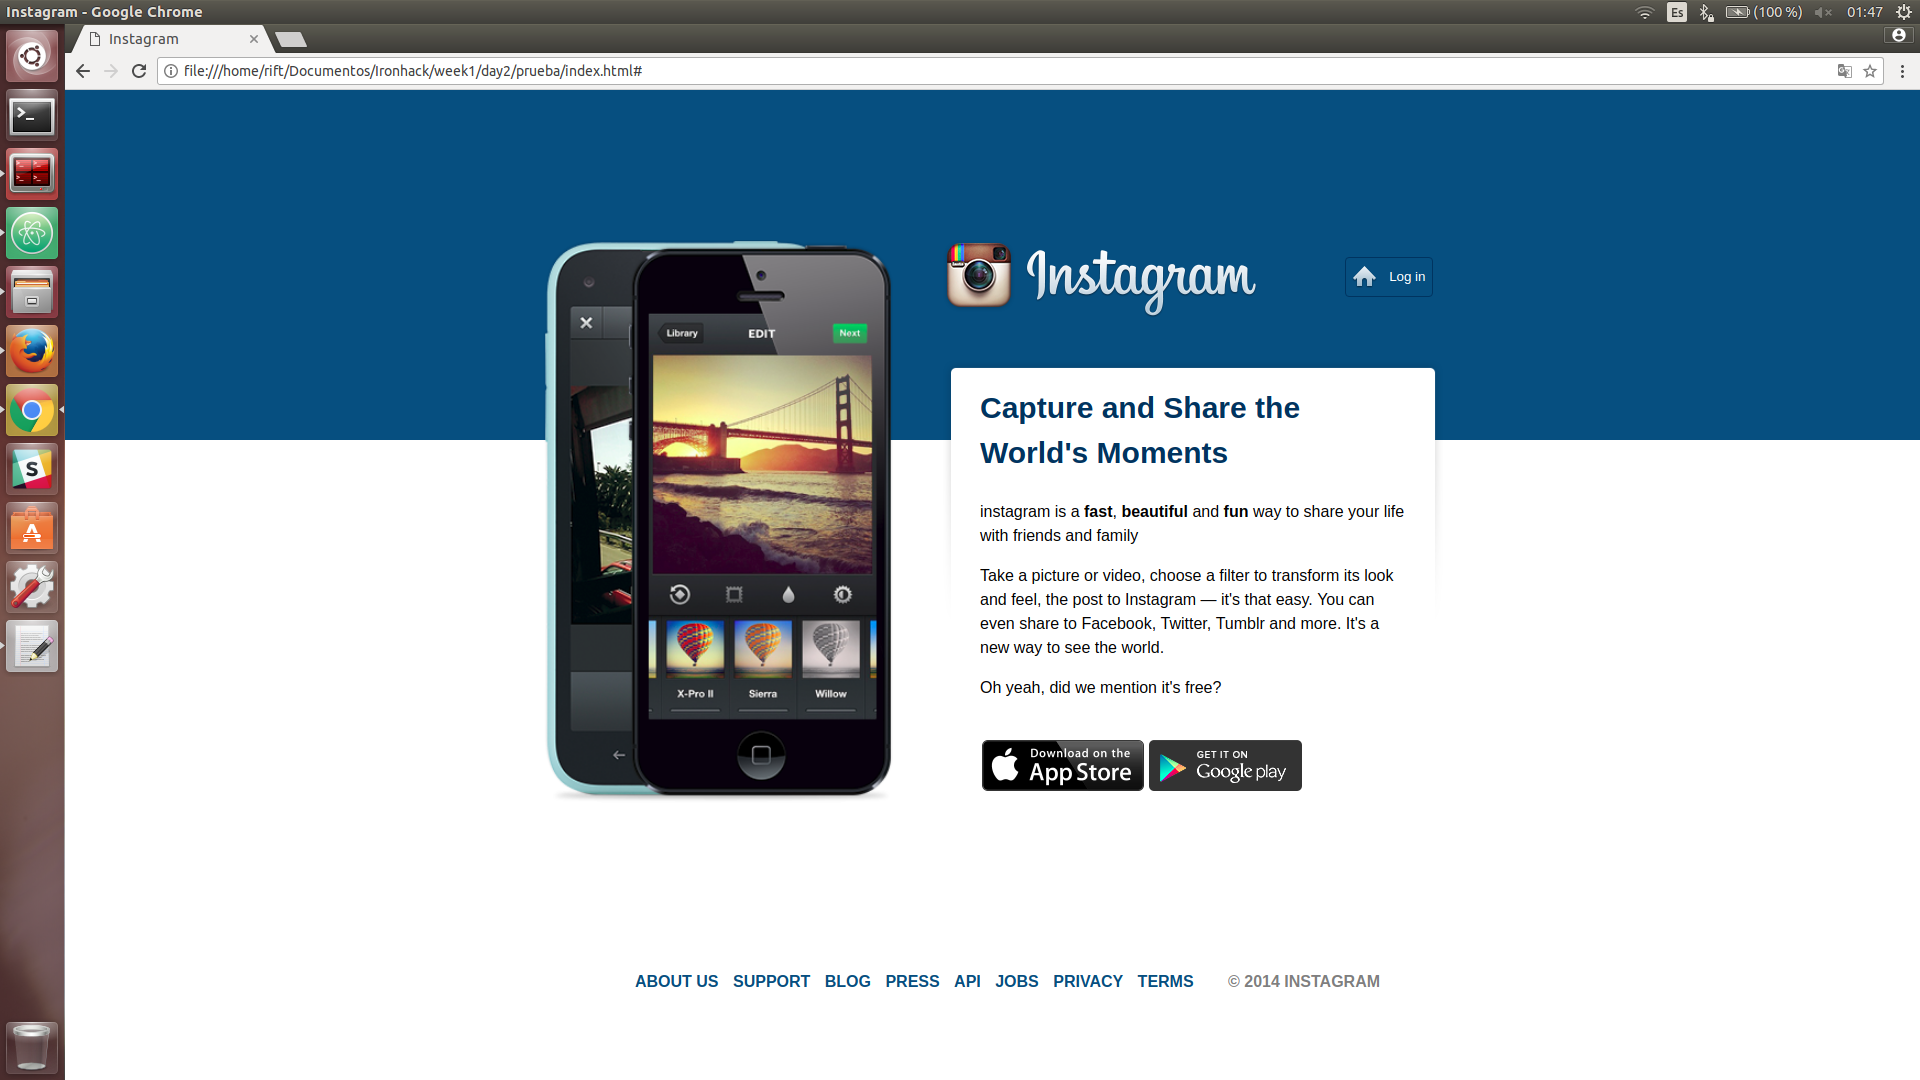 Instagram - Google Chrome
Es
(100 %)
01:47
Instagram
file:///home/rift/Documentos/Ironhack/week1/day2/prueba/index.html#
Instagram
Log in
Library
EDIT
Next
X-Pro II
Sierra
Willow
Capture and Share the
World's Moments
instagram is a fast, beautiful and fun way to share your life
with friends and family
Take a picture or video, choose a filter to transform its look
and feel, the post to Instagram — it's that easy. You can
even share to Facebook, Twitter, Tumblr and more. It's a
new way to see the world.
Oh yeah, did we mention it's free?
Download on the
App Store
GET IT ON
Google play
ABOUT US SUPPORT BLOG PRESS API JOBS PRIVACY TERMS © 2014 INSTAGRAM